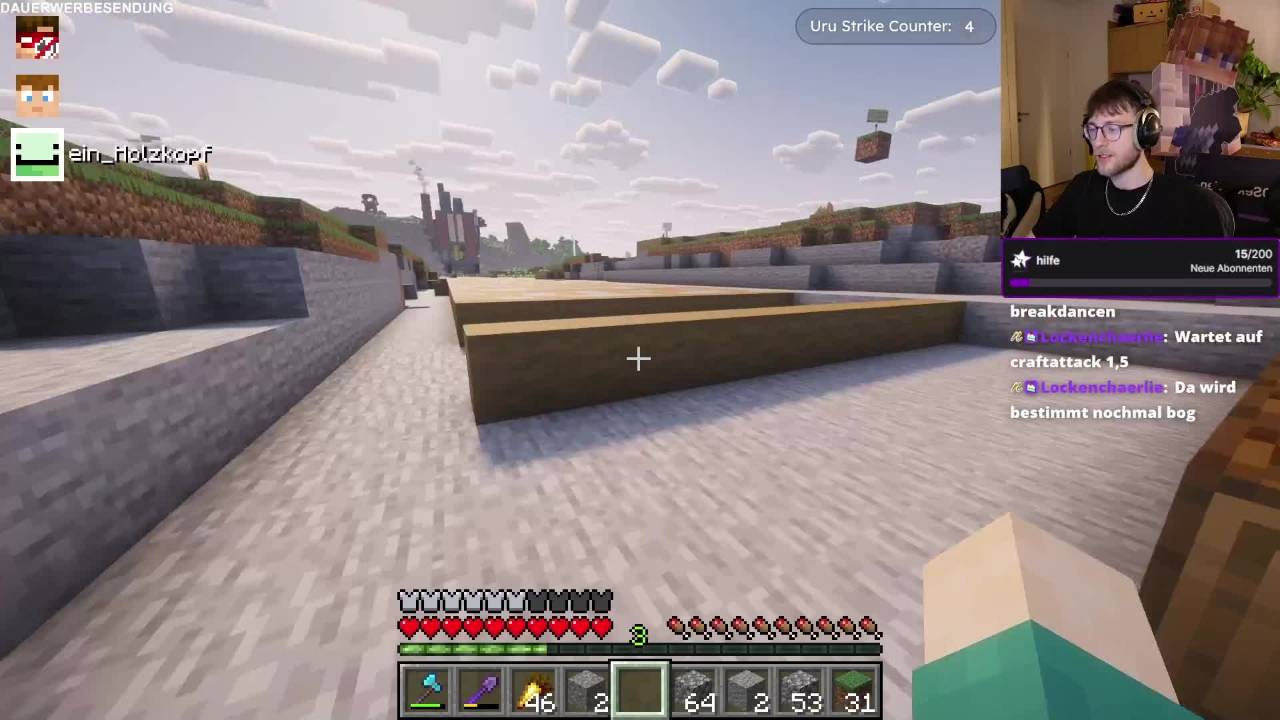 DAUERWERBESENDUNG
Uru Strike Counter: 4
ein_Holzkopf
hilfe
15/200
Neue Abonnenten
breakdancen
Lockenchaerlie: Wartet auf
craftattack 1,5
Lockenchaerlie: Da wird
bestimmt nochmal bog
3
46 2 64 2 53 31